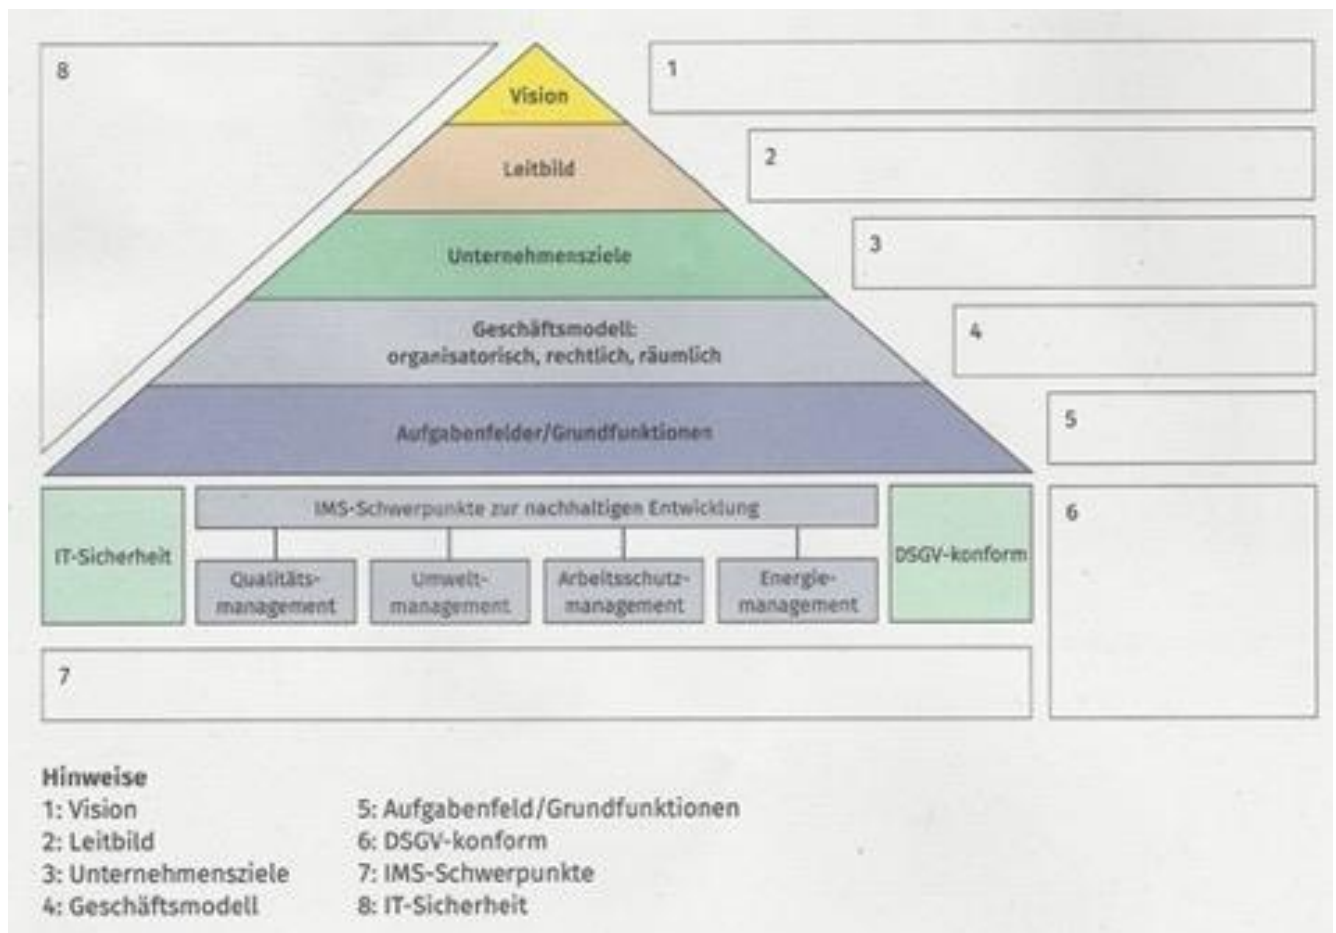 8
1
Vision
2
Leitbild
3
Unternehmensziele
4
Geschäftsmodell:
organisatorisch, rechtlich, räumlich
5
Aufgabenfelder/Grundfunktionen
6
IMS-Schwerpunkte zur nachhaltigen Entwicklung
IT-Sicherheit
DSGV-konform
Qualitäts-
management
Umwelt-
management
Arbeitsschutz-
management
Energie-
management
7
Hinweise
1: Vision
2: Leitbild
3: Unternehmensziele
4: Geschäftsmodell
5: Aufgabenfeld/Grundfunktionen
6: DSGV-konform
7: IMS-Schwerpunkte
8: IT-Sicherheit